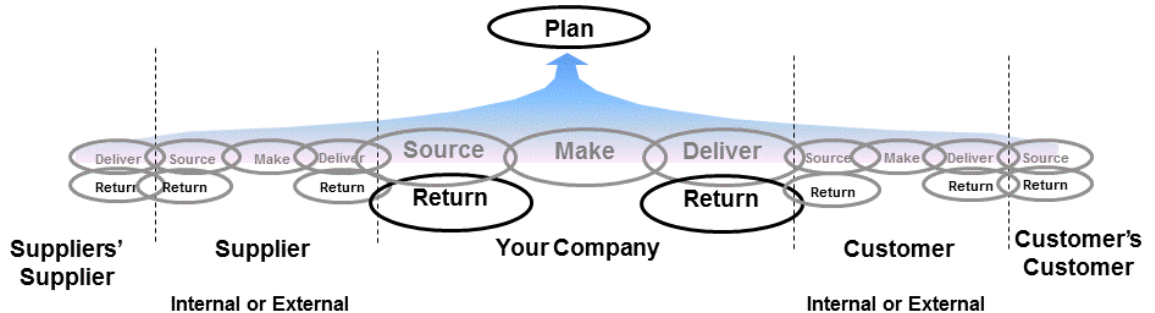 Plan
Deliver Source Make Deliver Source Make Deliver Source Make Deliver Source
Return Return Return Return Return Return Return Return
Suppliers' Supplier
Supplier
Your Company
Customer
Customer's Customer
Internal or External
Internal or External